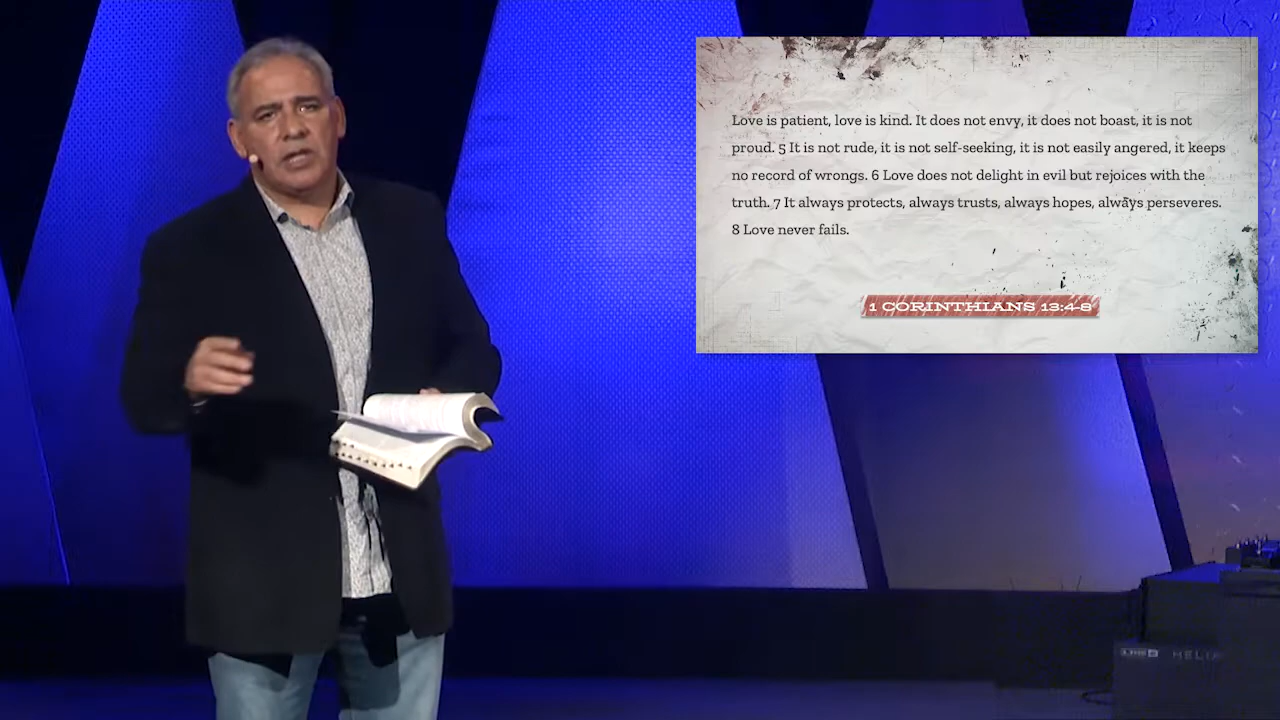 Love is patient, love is kind. It does not envy, it does not boast, it is not
proud. 5 It is not rude, it is not self-seeking, it is not easily angered, it keeps
no record of wrongs. 6 Love does not delight in evil but rejoices with the
truth. 7 It always protects, always trusts, always hopes, always perseveres.
8 Love never fails.
1 CORINTHIANS 13:4-8
LINE 6